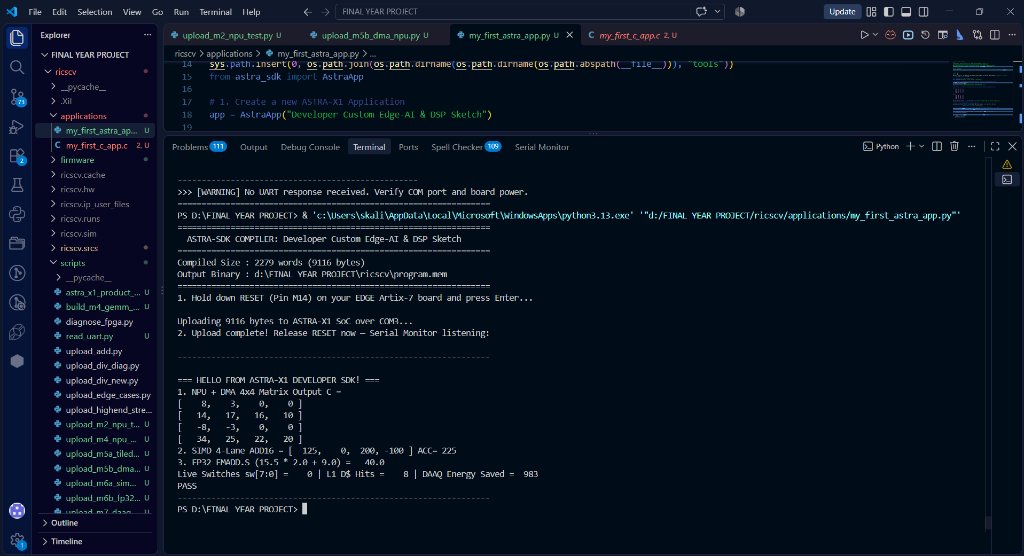 File Edit Selection View Go Run Terminal Help
FINAL YEAR PROJECT
Update
Explorer
FINAL YEAR PROJECT
ricscv
__pycache__
.Xil
applications
my_first_astra_ap... U
my_first_c_app.c 2, U
firmware
ricscv.cache
ricscv.hw
ricscv.ip_user_files
ricscv.runs
ricscv.sim
ricscv.srcs
scripts
__pycache__
astra_x1_product_... U
build_m4_gemm_... U
diagnose_fpga.py
read_uart.py U
upload_add.py
upload_div_diag.py
upload_div_new.py
upload_edge_cases.py
upload_highend_stre...
upload_m2_npu_t... U
upload_m4_npu_... U
upload_m5a_tiled... U
upload_m5b_dma... U
upload_m6a_sim... U
upload_m6b_fp32... U
upload_m7_daaq... U
Outline
Timeline
73
2
1
upload_m2_npu_test.py U
upload_m5b_dma_npu.py U
my_first_astra_app.py U
my_first_c_app.c 2, U
ricscv > applications > my_first_astra_app.py > ...
14 sys.path.insert(0, os.path.join(os.path.dirname(os.path.dirname(os.path.abspath(__file__))), "tools"))
15 from astra_sdk import AstraApp
16
17 # 1. Create a new ASTRA-X1 Application
18 app = AstraApp("Developer Custom Edge-AI & DSP Sketch")
19
Problems 111 Output Debug Console Terminal Ports Spell Checker 109 Serial Monitor
Python
--------------------------------------------------
>>> [WARNING] No UART response received. Verify COM port and board power.
=================================================================
PS D:\FINAL YEAR PROJECT> & 'c:\Users\skali\AppData\Local\Microsoft\WindowsApps\python3.13.exe' '"d:/FINAL YEAR PROJECT/ricscv/applications/my_first_astra_app.py"'
=================================================================
ASTRA-SDK COMPILER: Developer Custom Edge-AI & DSP Sketch
=================================================================
Compiled Size : 2279 words (9116 bytes)
Output Binary : d:\FINAL YEAR PROJECT\ricscv\program.mem
=================================================================
1. Hold down RESET (Pin M14) on your EDGE Artix-7 board and press Enter...
Uploading 9116 bytes to ASTRA-X1 SoC over COM3...
2. Upload complete! Release RESET now — Serial Monitor listening:
-----------------------------------------------------------------
=== HELLO FROM ASTRA-X1 DEVELOPER SDK! ===
1. NPU + DMA 4x4 Matrix Output C =
[ 8, 3, 0, 0 ]
[ 14, 17, 16, 10 ]
[ -8, -3, 0, 0 ]
[ 34, 25, 22, 20 ]
2. SIMD 4-Lane ADD16 = [ 125, 0, 200, -100 ] ACC= 225
3. FP32 FMADD.S (15.5 * 2.0 + 9.0) = 40.0
Live Switches sw[7:0] = 0 | L1 D$ Hits = 8 | DAAQ Energy Saved = 983
PASS
-----------------------------------------------------------------
PS D:\FINAL YEAR PROJECT>